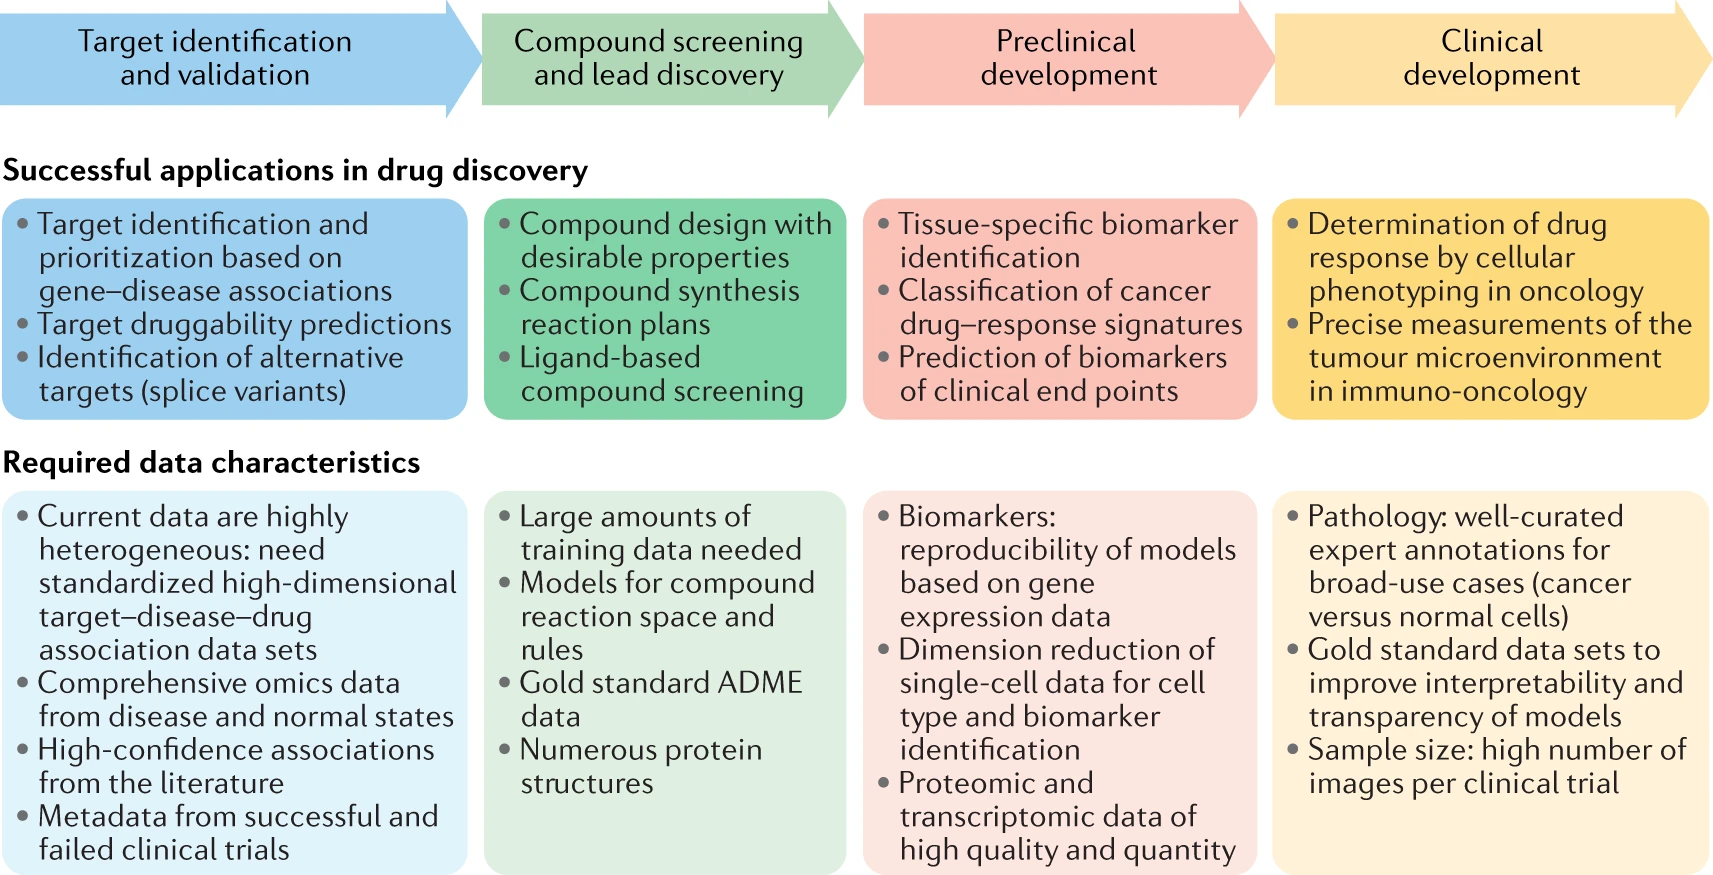 Target identification
and validation
Compound screening
and lead discovery
Preclinical
development
Clinical
development
Successful applications in drug discovery
• Target identification and
prioritization based on
gene–disease associations
• Target druggability predictions
• Identification of alternative
targets (splice variants)
• Compound design with
desirable properties
• Compound synthesis
reaction plans
• Ligand-based
compound screening
• Tissue-specific biomarker
identification
• Classification of cancer
drug–response signatures
• Prediction of biomarkers
of clinical end points
• Determination of drug
response by cellular
phenotyping in oncology
• Precise measurements of the
tumour microenvironment
in immuno-oncology
Required data characteristics
• Current data are highly
heterogeneous: need
standardized high-dimensional
target–disease–drug
association data sets
• Comprehensive omics data
from disease and normal states
• High-confidence associations
from the literature
• Metadata from successful and
failed clinical trials
• Large amounts of
training data needed
• Models for compound
reaction space and
rules
• Gold standard ADME
data
• Numerous protein
structures
• Biomarkers:
reproducibility of models
based on gene
expression data
• Dimension reduction of
single-cell data for cell
type and biomarker
identification
• Proteomic and
transcriptomic data of
high quality and quantity
• Pathology: well-curated
expert annotations for
broad-use cases (cancer
versus normal cells)
• Gold standard data sets to
improve interpretability and
transparency of models
• Sample size: high number of
images per clinical trial